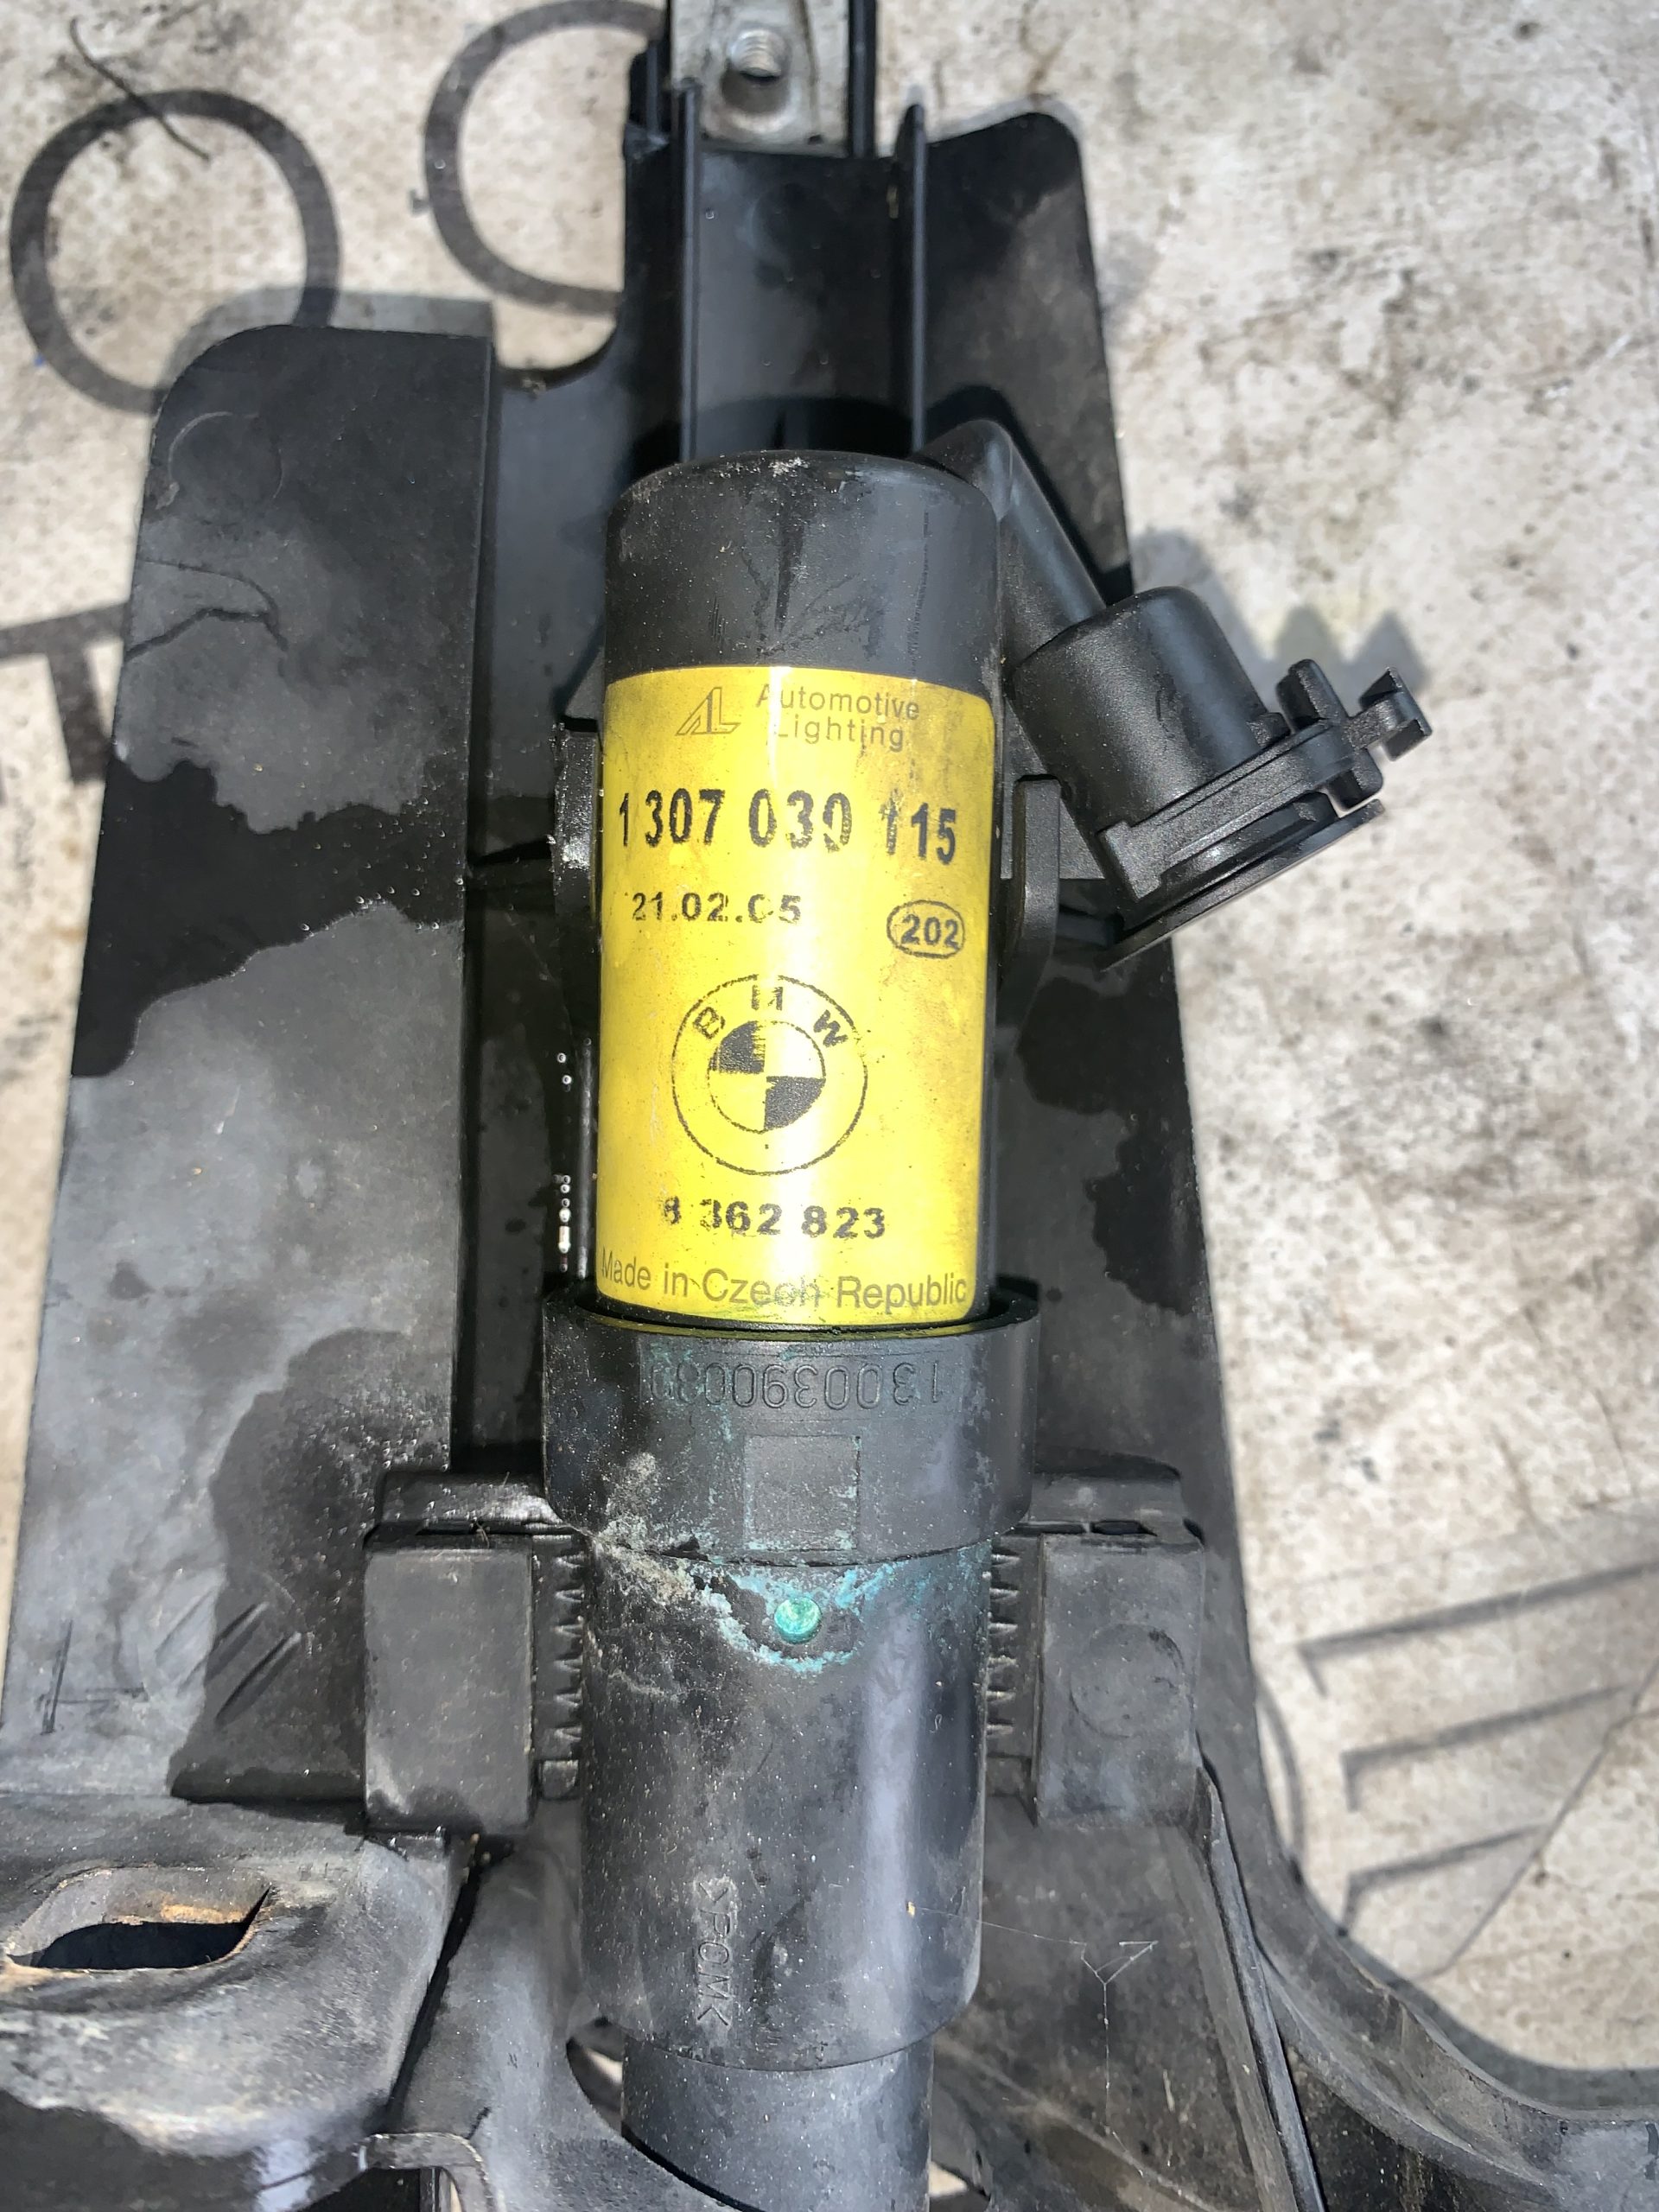 AL Automotive
Lighting
1 307 030 115
21.02.05
202
BMW
8 362 823
Made in Czech Republic
>POM<